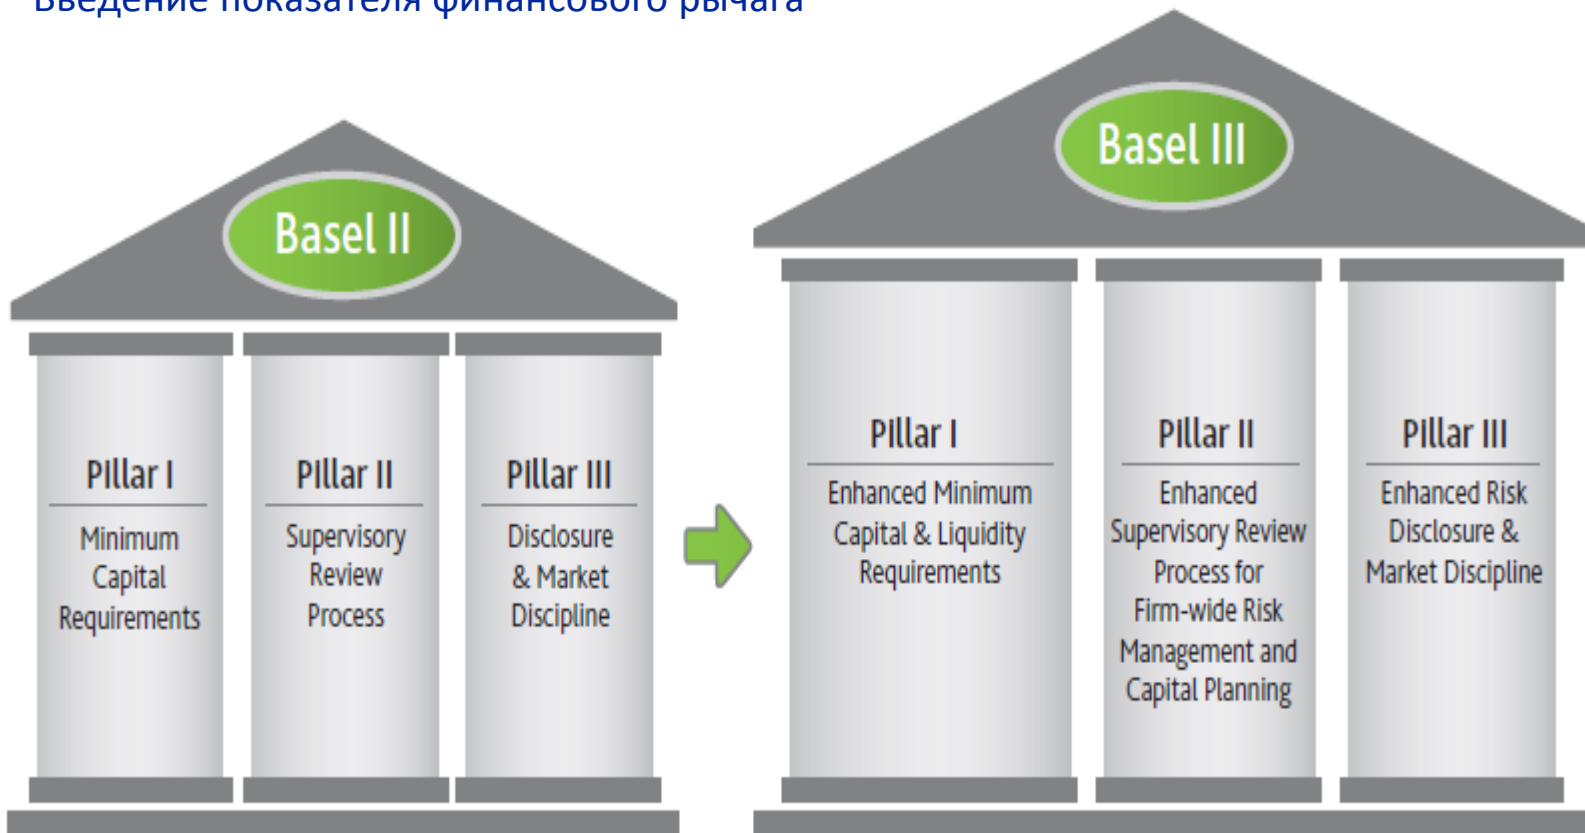 Введение показателя финансового рычага
Basel II
Pillar I
Minimum
Capital
Requirements
Pillar II
Supervisory
Review
Process
Pillar III
Disclosure
& Market
Discipline
Basel III
Pillar I
Enhanced Minimum
Capital & Liquidity
Requirements
Pillar II
Enhanced
Supervisory Review
Process for
Firm-wide Risk
Management and
Capital Planning
Pillar III
Enhanced Risk
Disclosure &
Market Discipline